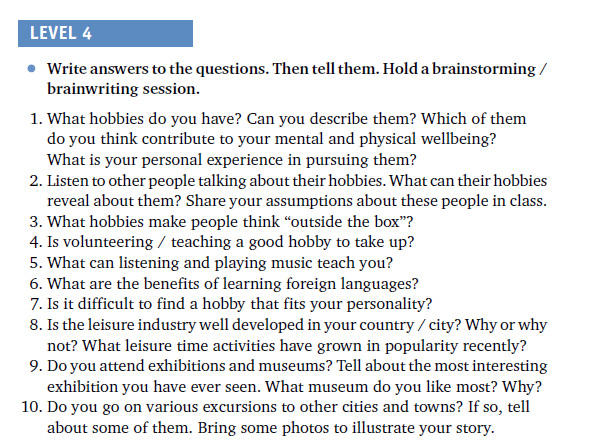 LEVEL 4
• Write answers to the questions. Then tell them. Hold a brainstorming /
brainwriting session.
1. What hobbies do you have? Can you describe them? Which of them
do you think contribute to your mental and physical wellbeing?
What is your personal experience in pursuing them?
2. Listen to other people talking about their hobbies. What can their hobbies
reveal about them? Share your assumptions about these people in class.
3. What hobbies make people think “outside the box”?
4. Is volunteering / teaching a good hobby to take up?
5. What can listening and playing music teach you?
6. What are the benefits of learning foreign languages?
7. Is it difficult to find a hobby that fits your personality?
8. Is the leisure industry well developed in your country / city? Why or why
not? What leisure time activities have grown in popularity recently?
9. Do you attend exhibitions and museums? Tell about the most interesting
exhibition you have ever seen. What museum do you like most? Why?
10. Do you go on various excursions to other cities and towns? If so, tell
about some of them. Bring some photos to illustrate your story.